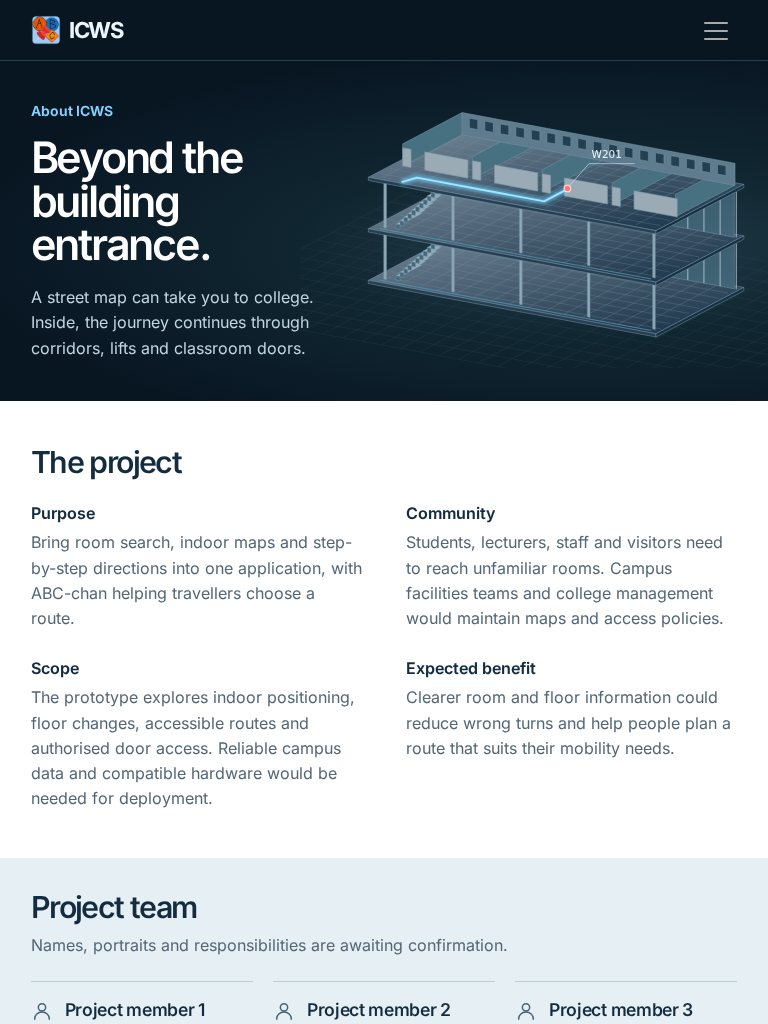 ABC ICWS
About ICWS
Beyond the
building
entrance.
W201
A street map can take you to college.
Inside, the journey continues through
corridors, lifts and classroom doors.
The project
Purpose
Bring room search, indoor maps and step-
by-step directions into one application, with
ABC-chan helping travellers choose a
route.
Community
Students, lecturers, staff and visitors need
to reach unfamiliar rooms. Campus
facilities teams and college management
would maintain maps and access policies.
Scope
The prototype explores indoor positioning,
floor changes, accessible routes and
authorised door access. Reliable campus
data and compatible hardware would be
needed for deployment.
Expected benefit
Clearer room and floor information could
reduce wrong turns and help people plan a
route that suits their mobility needs.
Project team
Names, portraits and responsibilities are awaiting confirmation.
Project member 1
Project member 2
Project member 3